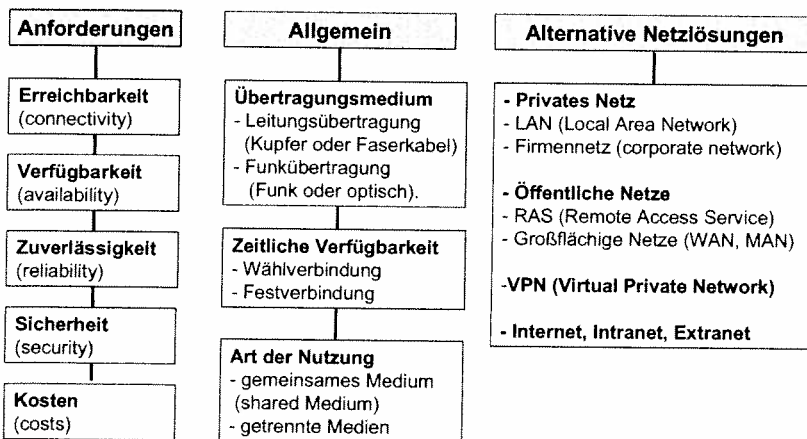 Anforderungen
Erreichbarkeit
(connectivity)
Verfügbarkeit
(availability)
Zuverlässigkeit
(reliability)
Sicherheit
(security)
Kosten
(costs)
Allgemein
Übertragungsmedium
- Leitungsübertragung
(Kupfer oder Faserkabel)
- Funkübertragung
(Funk oder optisch).
Zeitliche Verfügbarkeit
- Wählverbindung
- Festverbindung
Art der Nutzung
- gemeinsames Medium
(shared Medium)
- getrennte Medien
Alternative Netzlösungen
- Privates Netz
- LAN (Local Area Network)
- Firmennetz (corporate network)
- Öffentliche Netze
- RAS (Remote Access Service)
- Großflächige Netze (WAN, MAN)
-VPN (Virtual Private Network)
- Internet, Intranet, Extranet